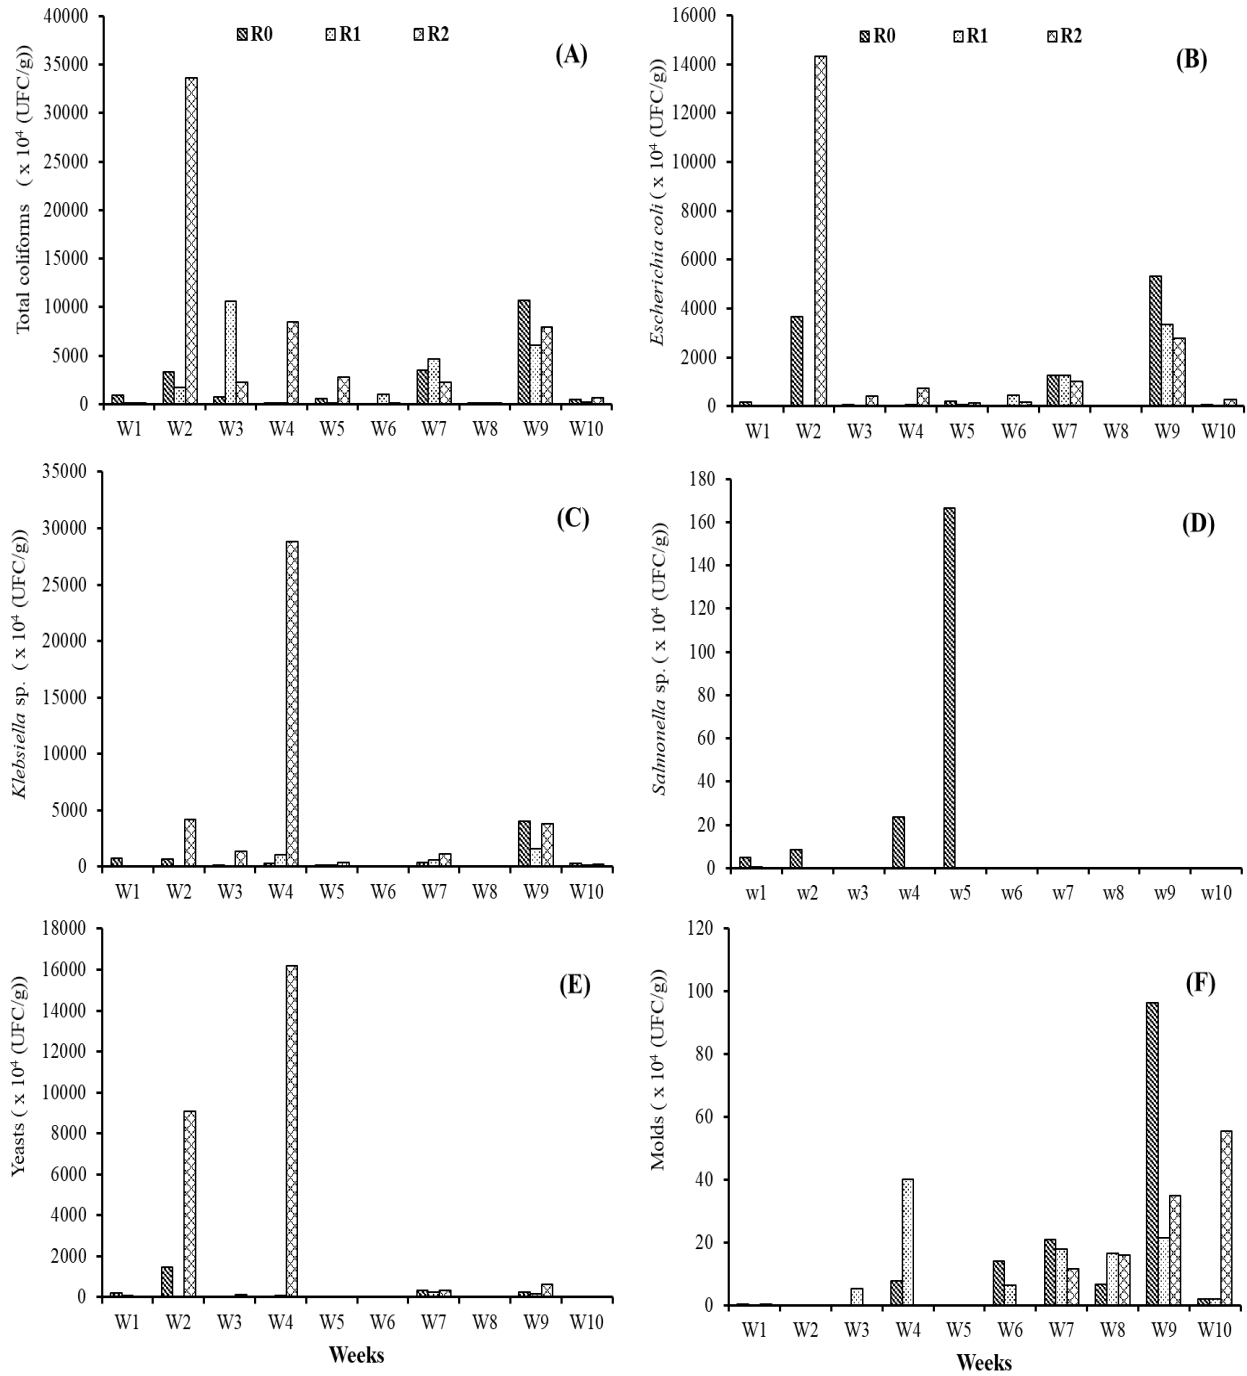 40000
35000
30000
25000
20000
15000
10000
5000
0
Total coliforms ( x 10⁴ (UFC/g))
R0 R1 R2
(A)
W1 W2 W3 W4 W5 W6 W7 W8 W9 W10
16000
14000
12000
10000
8000
6000
4000
2000
0
Escherichia coli ( x 10⁴ (UFC/g))
R0 R1 R2
(B)
W1 W2 W3 W4 W5 W6 W7 W8 W9 W10
35000
30000
25000
20000
15000
10000
5000
0
Klebsiella sp. ( x 10⁴ (UFC/g))
(C)
W1 W2 W3 W4 W5 W6 W7 W8 W9 W10
180
160
140
120
100
80
60
40
20
0
Salmonella sp. ( x 10⁴ (UFC/g))
(D)
w1 w2 w3 w4 w5 w6 w7 w8 w9 w10
18000
16000
14000
12000
10000
8000
6000
4000
2000
0
Yeasts ( x 10⁴ (UFC/g))
(E)
W1 W2 W3 W4 W5 W6 W7 W8 W9 W10
Weeks
120
100
80
60
40
20
0
Molds ( x 10⁴ (UFC/g))
(F)
W1 W2 W3 W4 W5 W6 W7 W8 W9 W10
Weeks